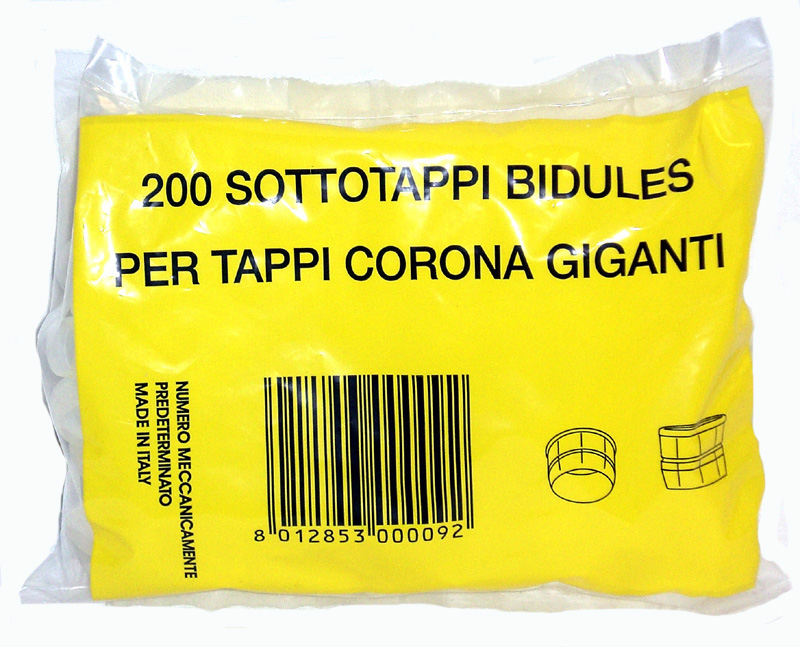 200 SOTTOTAPPI BIDULES
PER TAPPI CORONA GIGANTI
NUMERO MECCANICAMENTE
PREDETERMINATO
MADE IN ITALY
8 012853 000092